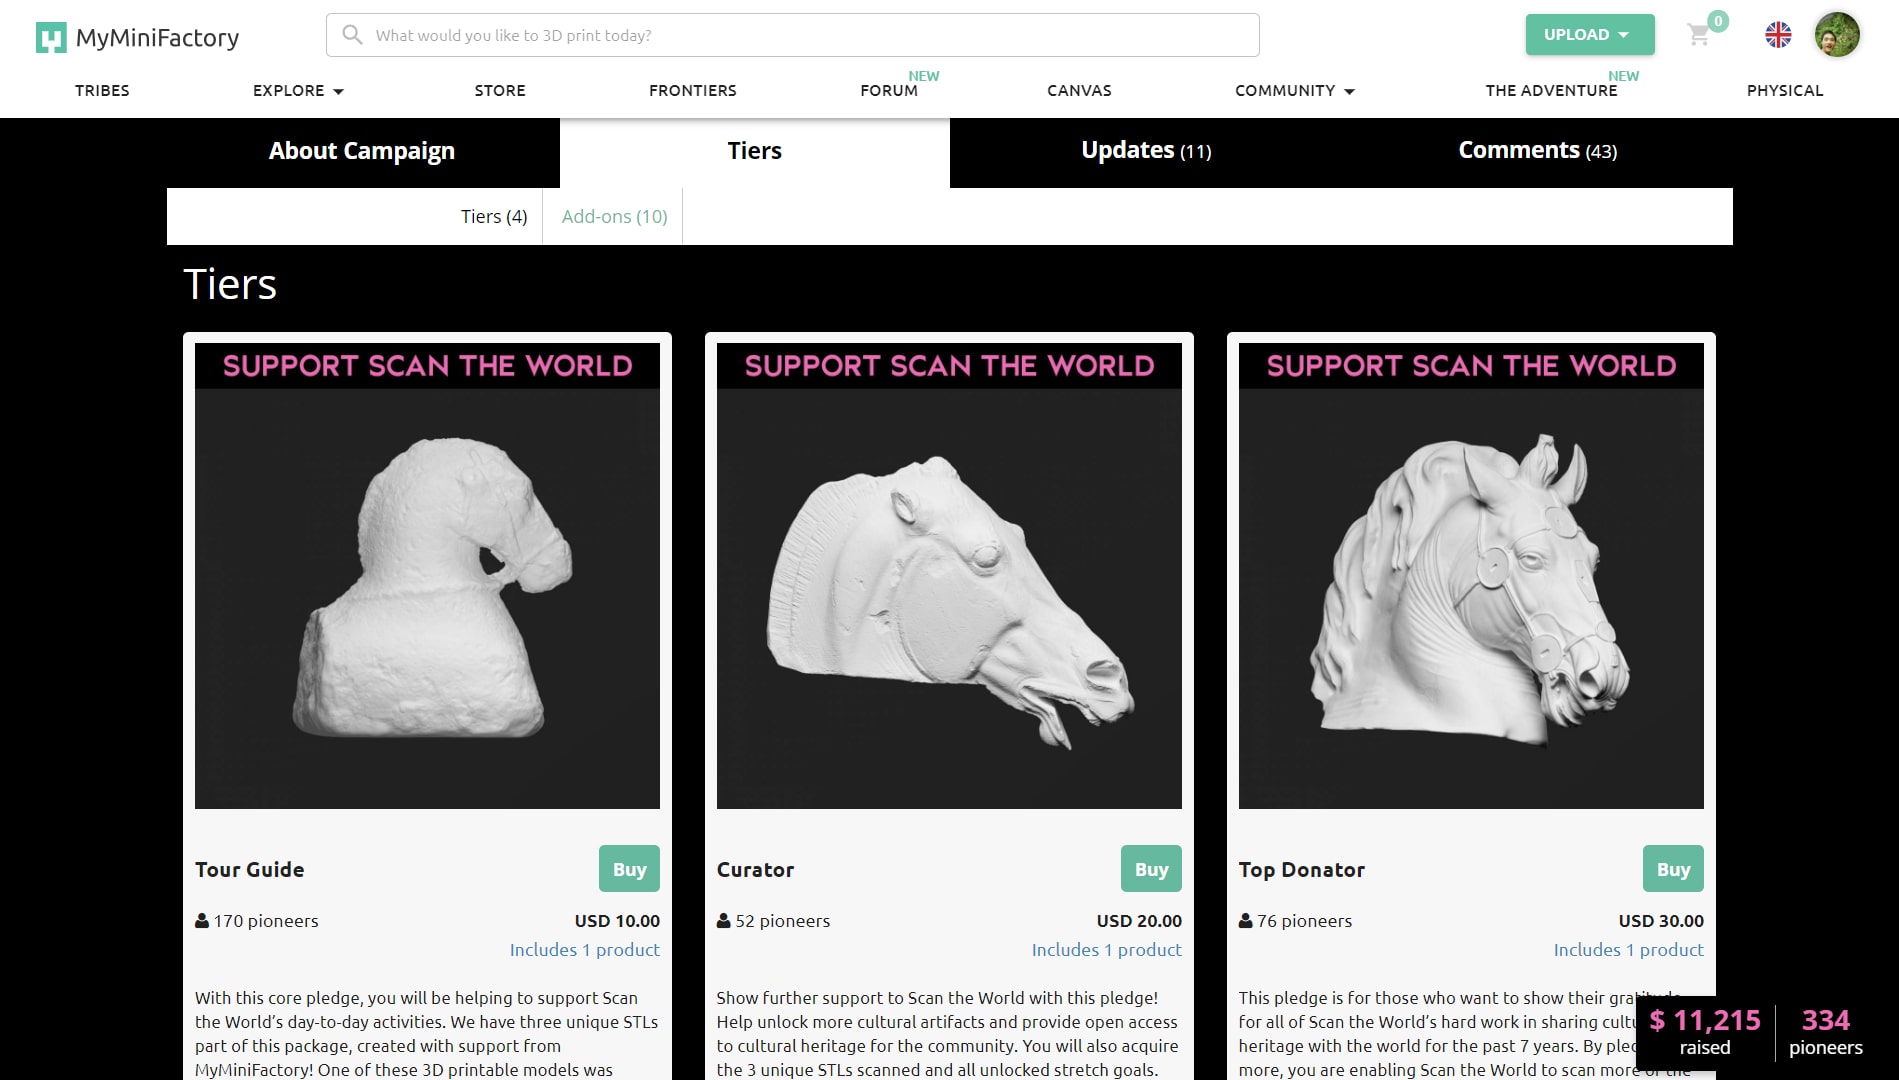 MyMiniFactory
What would you like to 3D print today?
UPLOAD
0
TRIBES
EXPLORE
STORE
FRONTIERS
FORUM
NEW
CANVAS
COMMUNITY
THE ADVENTURE
NEW
PHYSICAL
About Campaign
Tiers
Updates (11)
Comments (43)
Tiers (4)
Add-ons (10)
Tiers
SUPPORT SCAN THE WORLD
Tour Guide
Buy
170 pioneers
USD 10.00
Includes 1 product
With this core pledge, you will be helping to support Scan
the World’s day-to-day activities. We have three unique STLs
part of this package, created with support from
MyMiniFactory! One of these 3D printable models was
SUPPORT SCAN THE WORLD
Curator
Buy
52 pioneers
USD 20.00
Includes 1 product
Show further support to Scan the World with this pledge!
Help unlock more cultural artifacts and provide open access
to cultural heritage for the community. You will also acquire
the 3 unique STLs scanned and all unlocked stretch goals.
SUPPORT SCAN THE WORLD
Top Donator
Buy
76 pioneers
USD 30.00
Includes 1 product
This pledge is for those who want to show their gratitude
for all of Scan the World’s hard work in sharing
heritage with the world for the past 7 years. By
more, you are enabling Scan the World to scan more of the
$ 11,215
raised
334
pioneers